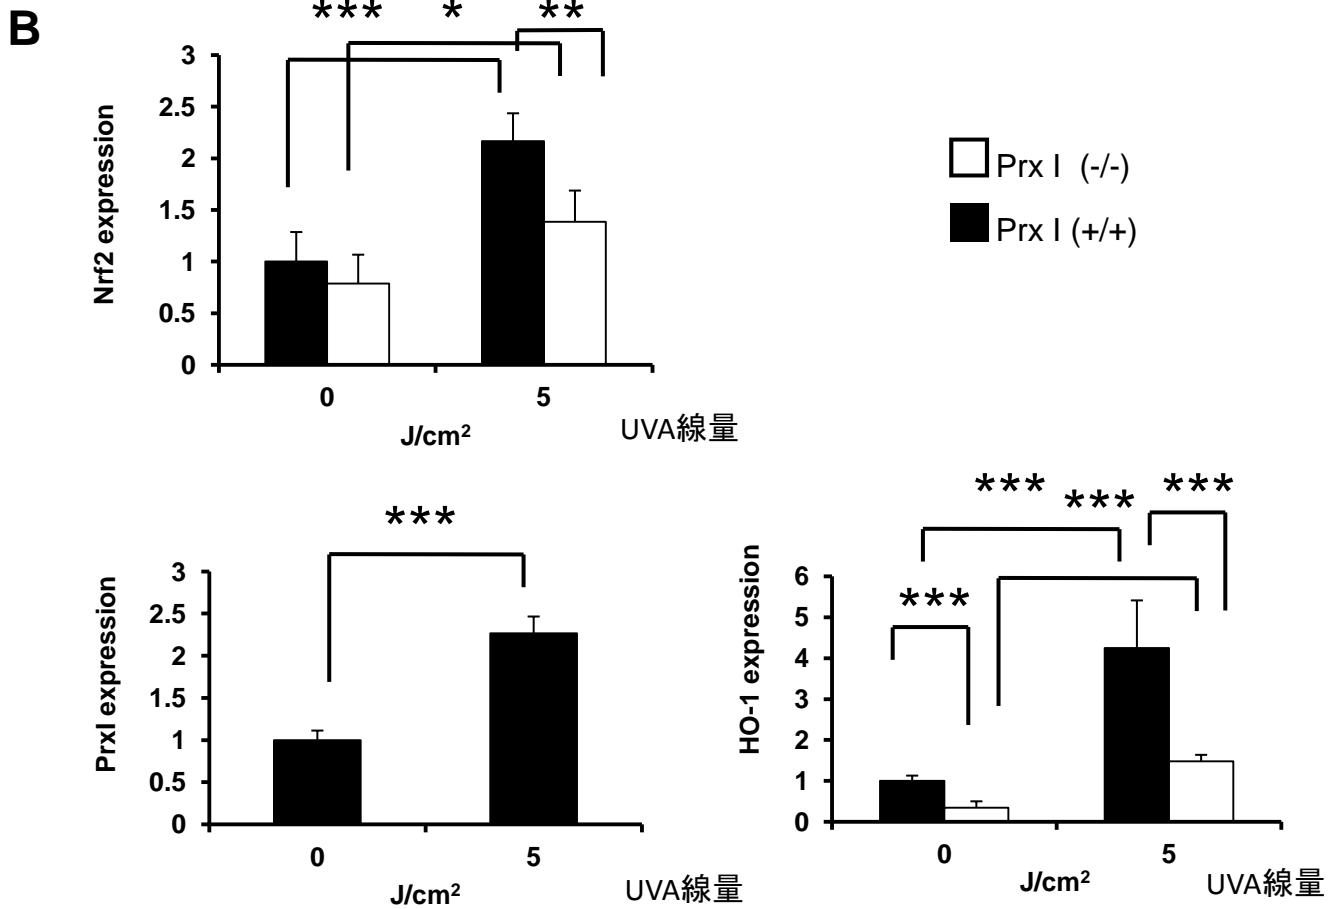 B
*** * **
3
2.5
2
1.5
1
0.5
0
Nrf2 expression
0 5
J/cm²
UVA線量
Prx I (-/-)
Prx I (+/+)
***
3
2.5
2
1.5
1
0.5
0
PrxI expression
0 5
J/cm²
UVA線量
*** *** ***
***
6
5
4
3
2
1
0
HO-1 expression
0 5
J/cm²
UVA線量